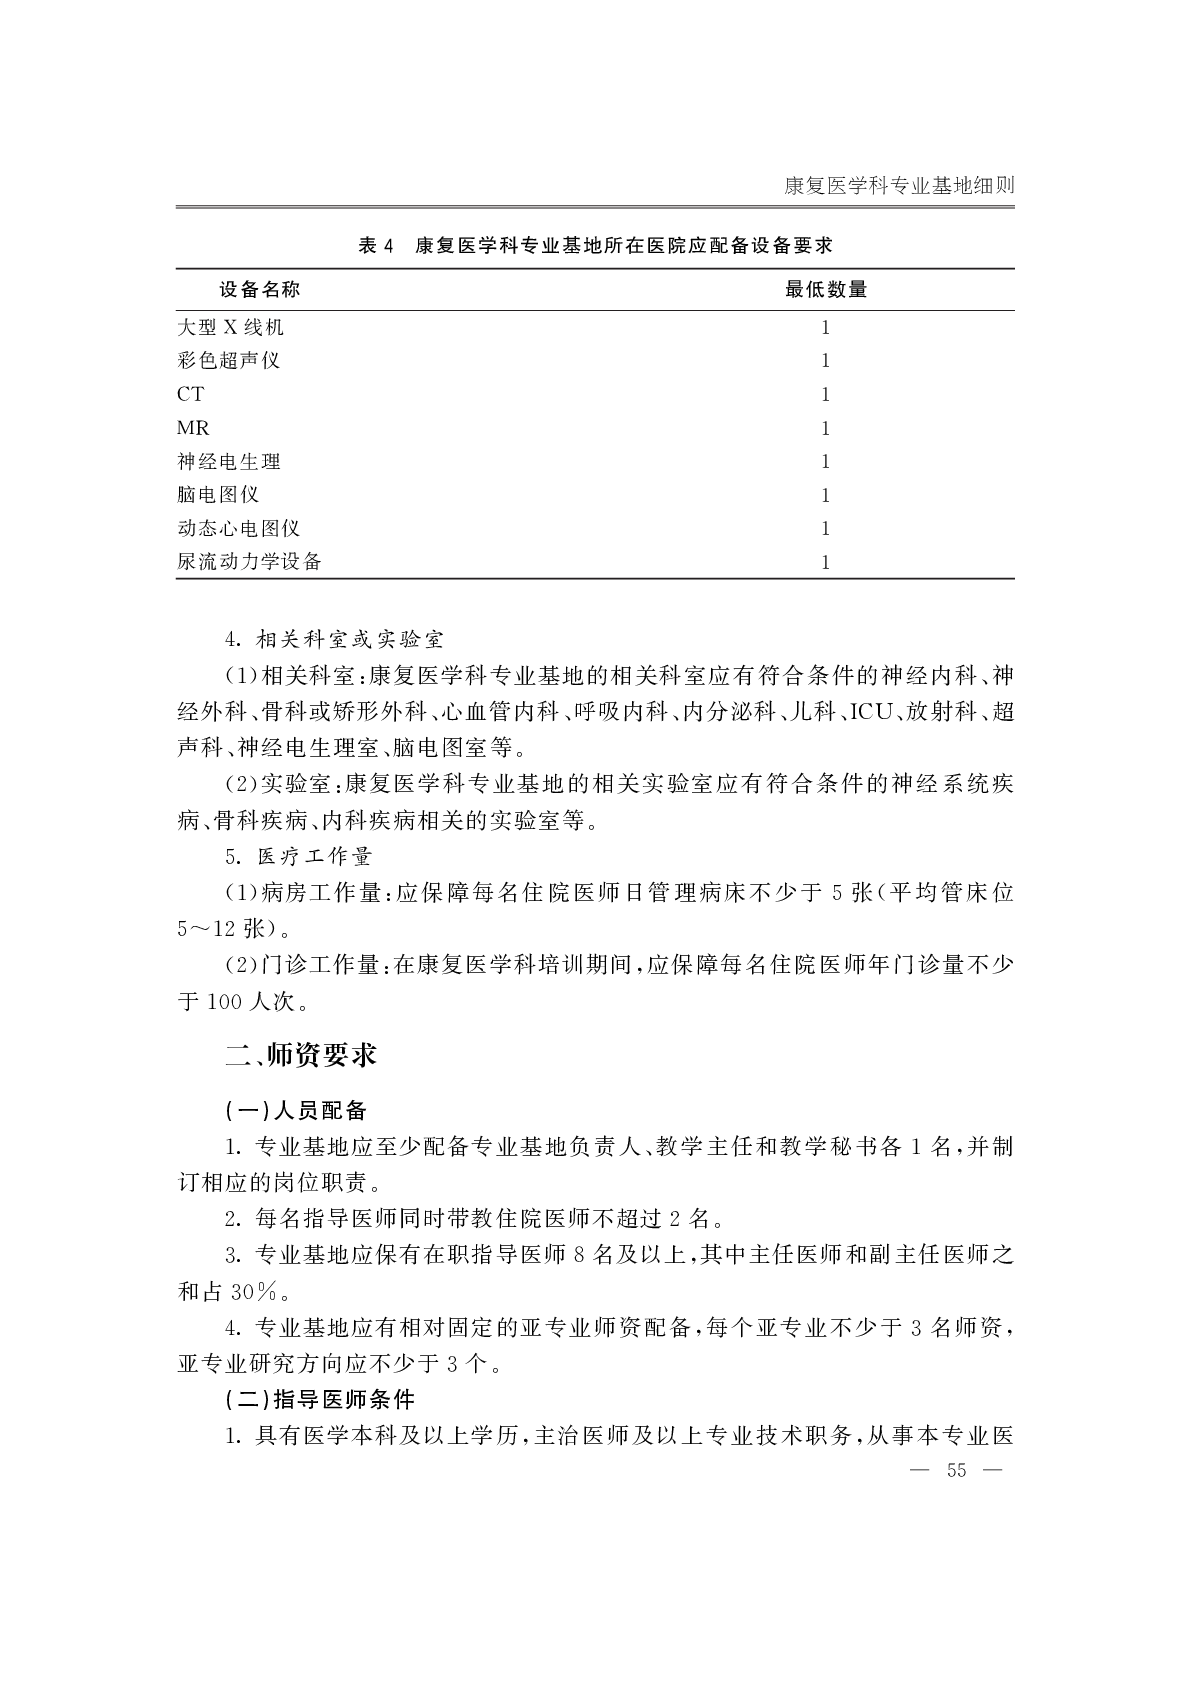 康复医学科专业基地细则
表 4　康复医学科专业基地所在医院应配备设备要求
设备名称　最低数量
大型 X 线机　1
彩色超声仪　1
CT　1
MR　1
神经电生理　1
脑电图仪　1
动态心电图仪　1
尿流动力学设备　1
4. 相关科室或实验室
(1)相关科室:康复医学科专业基地的相关科室应有符合条件的神经内科、神
经外科、骨科或矫形外科、心血管内科、呼吸内科、内分泌科、儿科、ICU、放射科、超
声科、神经电生理室、脑电图室等。
(2)实验室:康复医学科专业基地的相关实验室应有符合条件的神经系统疾
病、骨科疾病、内科疾病相关的实验室等。
5. 医疗工作量
(1)病房工作量:应保障每名住院医师日管理病床不少于 5 张(平均管床位
5～12 张)。
(2)门诊工作量:在康复医学科培训期间,应保障每名住院医师年门诊量不少
于 100 人次。
二、师资要求
(一)人员配备
1. 专业基地应至少配备专业基地负责人、教学主任和教学秘书各 1 名,并制
订相应的岗位职责。
2. 每名指导医师同时带教住院医师不超过 2 名。
3. 专业基地应保有在职指导医师 8 名及以上,其中主任医师和副主任医师之
和占 30%。
4. 专业基地应有相对固定的亚专业师资配备,每个亚专业不少于 3 名师资,
亚专业研究方向应不少于 3 个。
(二)指导医师条件
1. 具有医学本科及以上学历,主治医师及以上专业技术职务,从事本专业医
— 55 —